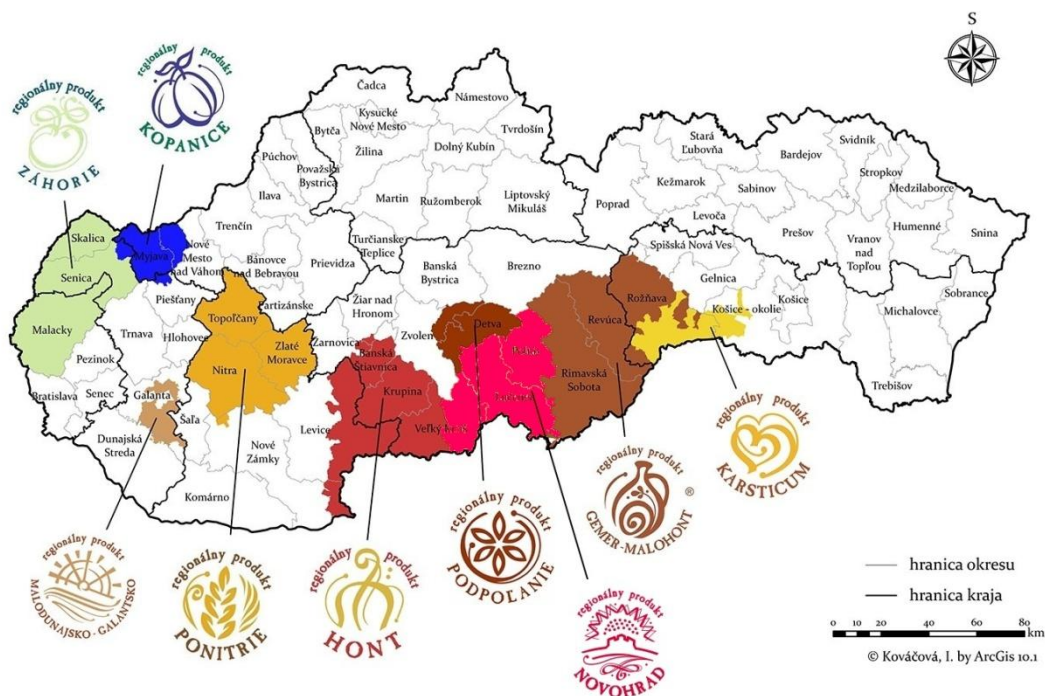 S
regionálny produkt
ZÁHORIE
regionálny produkt
KOPANICE
Čadca
Námestovo
Kysucké
Nové Mesto
Bytča
Tvrdošín
Žilina
Dolný Kubín
Púchov
Považská
Bystrica
Ilava
Martin
Ružomberok
Liptovský
Mikuláš
Stará
Ľubovňa
Bardejov
Svidník
Stropkov
Medzilaborce
Kežmarok
Sabinov
Poprad
Levoča
Prešov
Humenné
Snina
Vranov
nad
Topľou
Skalica
Senica
Myjava
Nové
Mesto
nad Váhom
Trenčín
Bánovce
nad Bebravou
Prievidza
Turčianske
Teplice
Banská
Bystrica
Brezno
Spišská Nová Ves
Gelnica
Košice
Košice - okolie
Sobrance
Michalovce
Trebišov
Rožňava
Revúca
Rimavská
Sobota
Malacky
Piešťany
Topoľčany
Partizánske
Žiar nad
Hronom
Zvolen
Detva
Trnava
Hlohovec
Zlaté
Moravce
Žarnovica
Banská
Štiavnica
Pezinok
Nitra
Krupina
Bratislava
Senec
Galanta
Šaľa
Levice
Veľký
Dunajská
Streda
Nové
Zámky
Komárno
regionálny produkt
MALODUNAJSKO - GALANTSKO
regionálny produkt
PONITRIE
regionálny produkt
HONT
regionálny produkt
PODPOĽANIE
regionálny produkt
NOVOHRAD
regionálny produkt
GEMER-MALOHONT ®
regionálny produkt
KARSTICUM
hranica okresu
hranica kraja
0 10 20 40 60 80
km
© Kováčová, I. by ArcGis 10.1